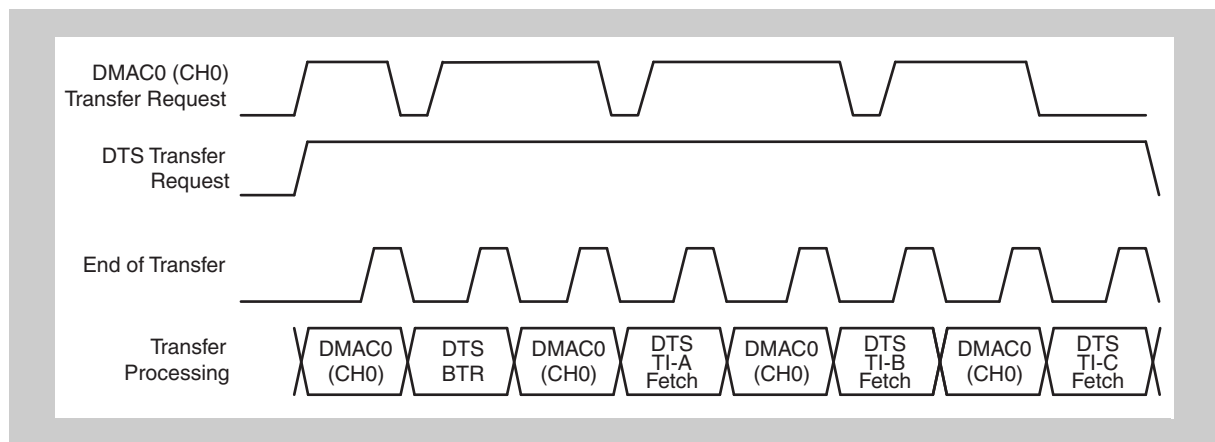 DMAC0 (CH0)
Transfer Request
DTS Transfer
Request
End of Transfer
Transfer
Processing
DMAC0
(CH0)
DTS
BTR
DMAC0
(CH0)
DTS
TI-A
Fetch
DMAC0
(CH0)
DTS
TI-B
Fetch
DMAC0
(CH0)
DTS
TI-C
Fetch